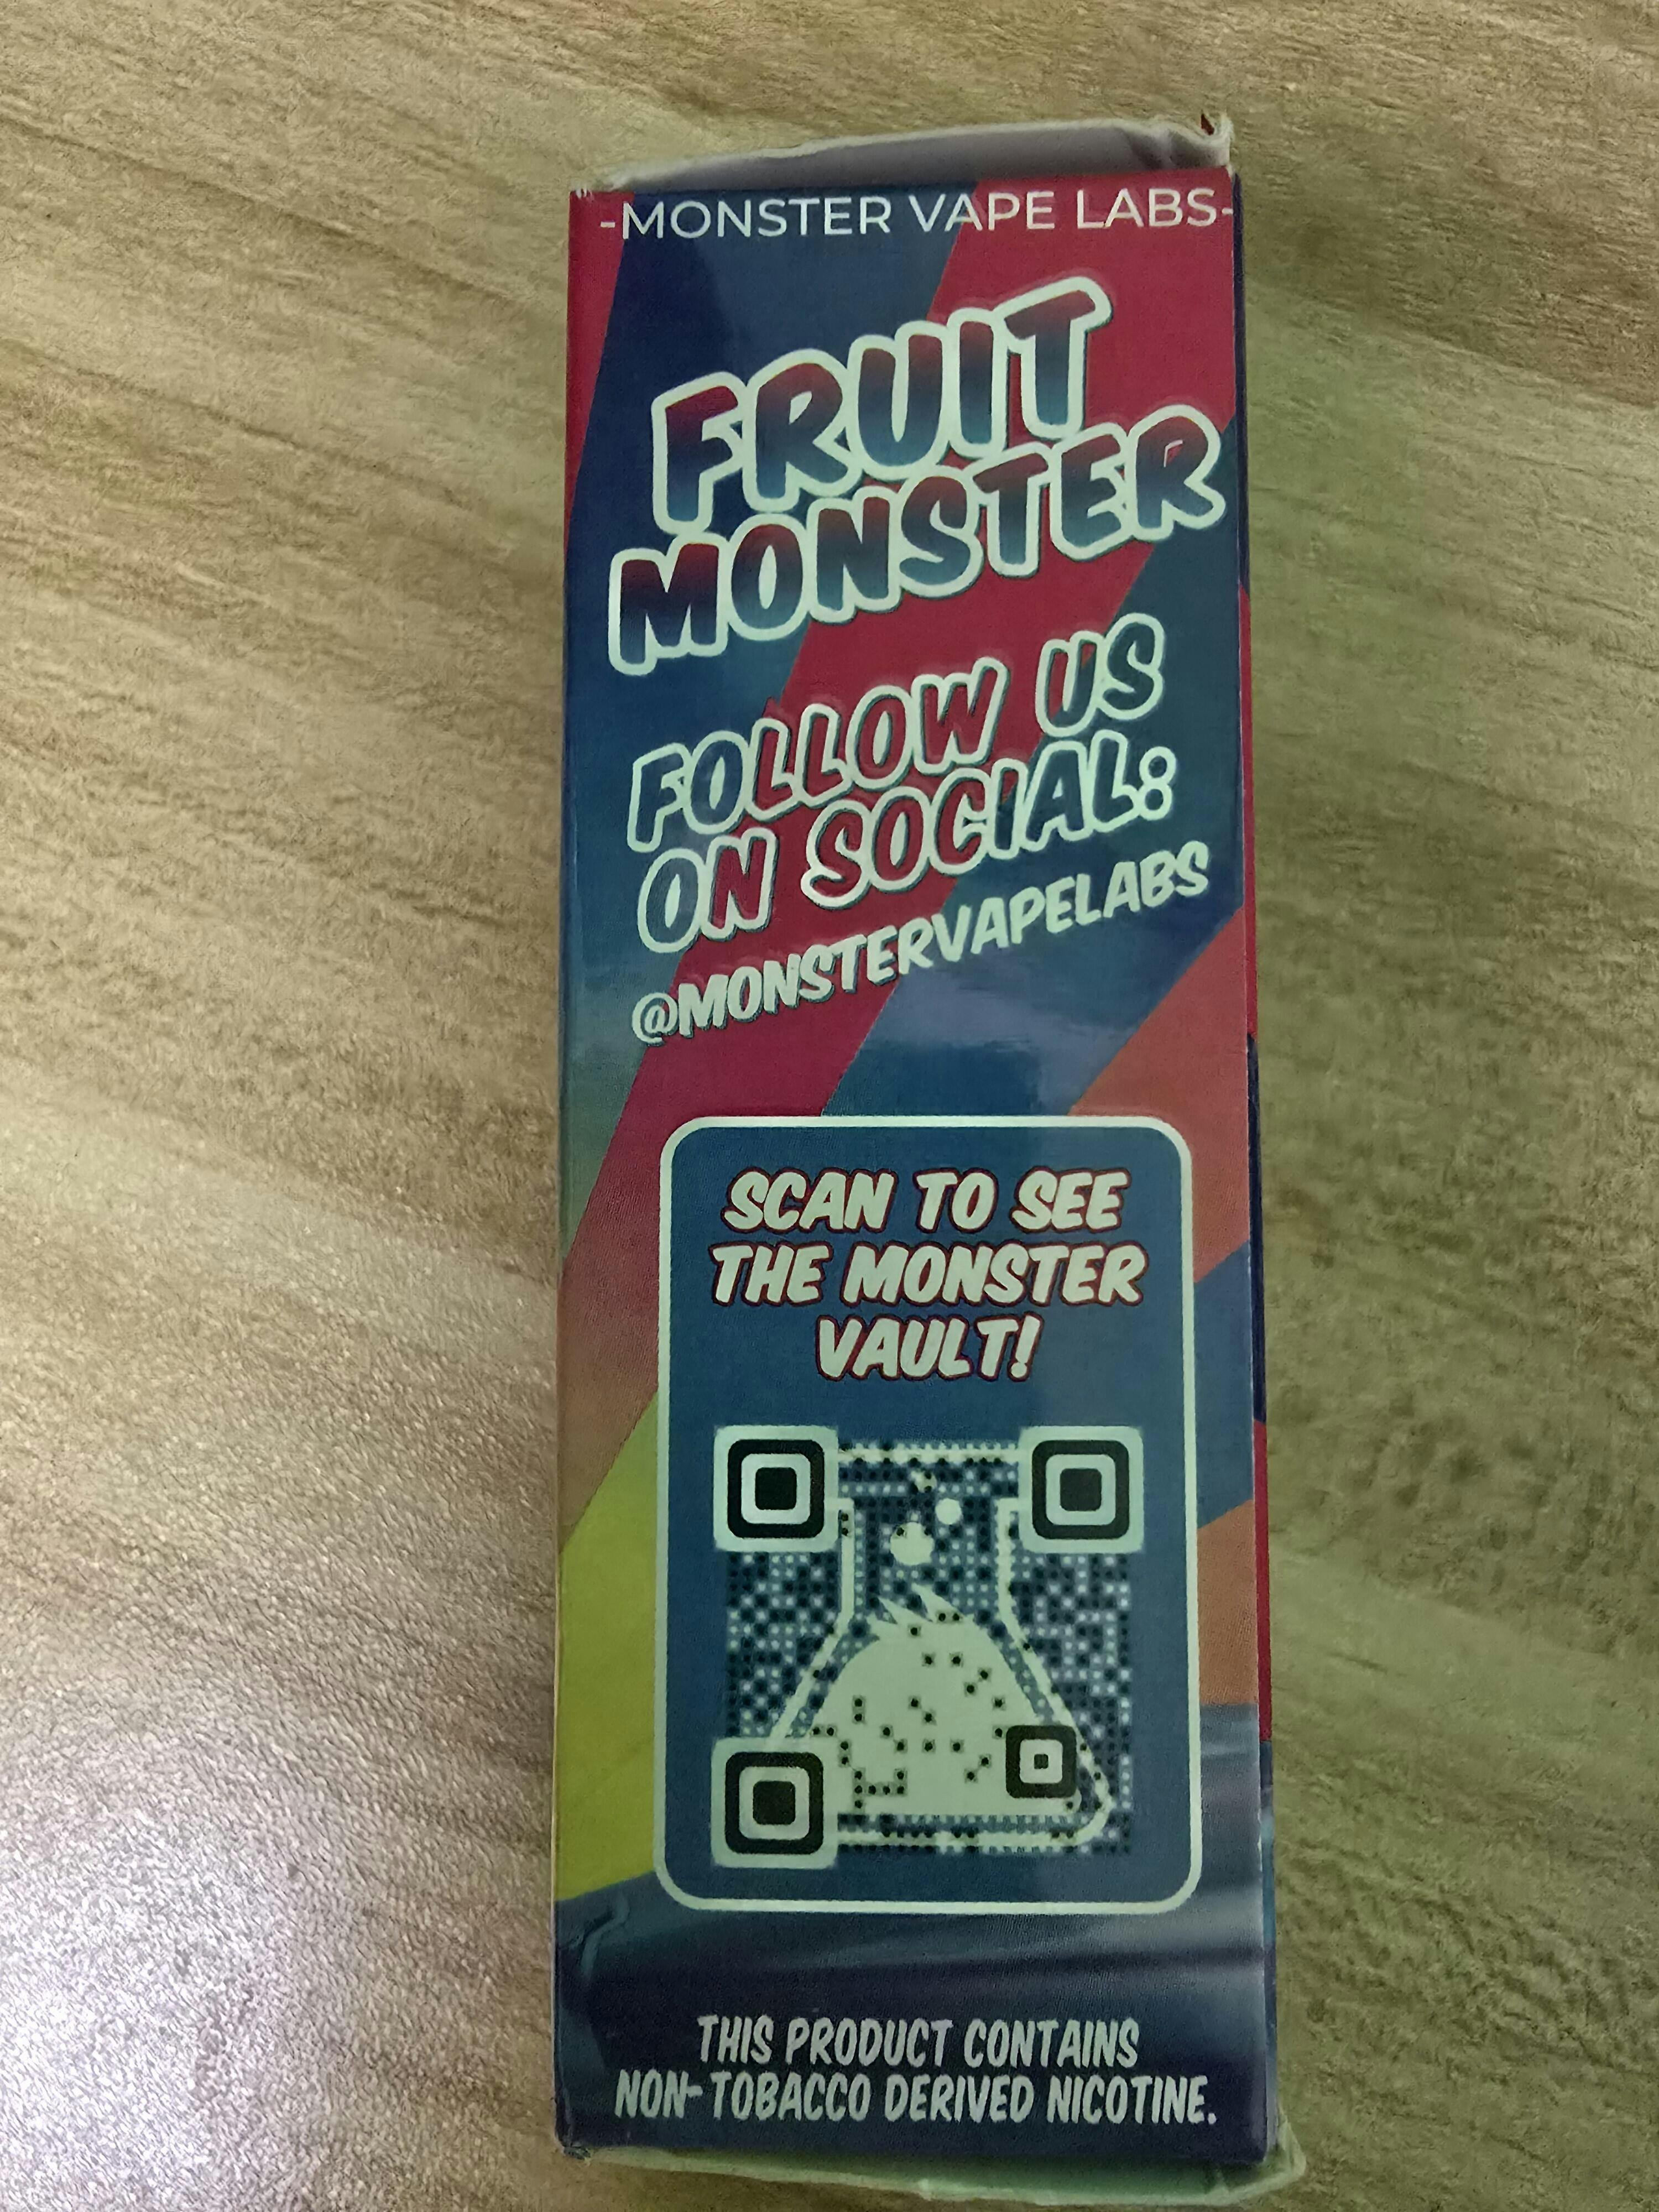 -MONSTER VAPE LABS-
FRUIT
MONSTER
FOLLOW US
ON SOCIAL:
@MONSTERVAPELABS
SCAN TO SEE
THE MONSTER
VAULT!
THIS PRODUCT CONTAINS
NON-TOBACCO DERIVED NICOTINE.